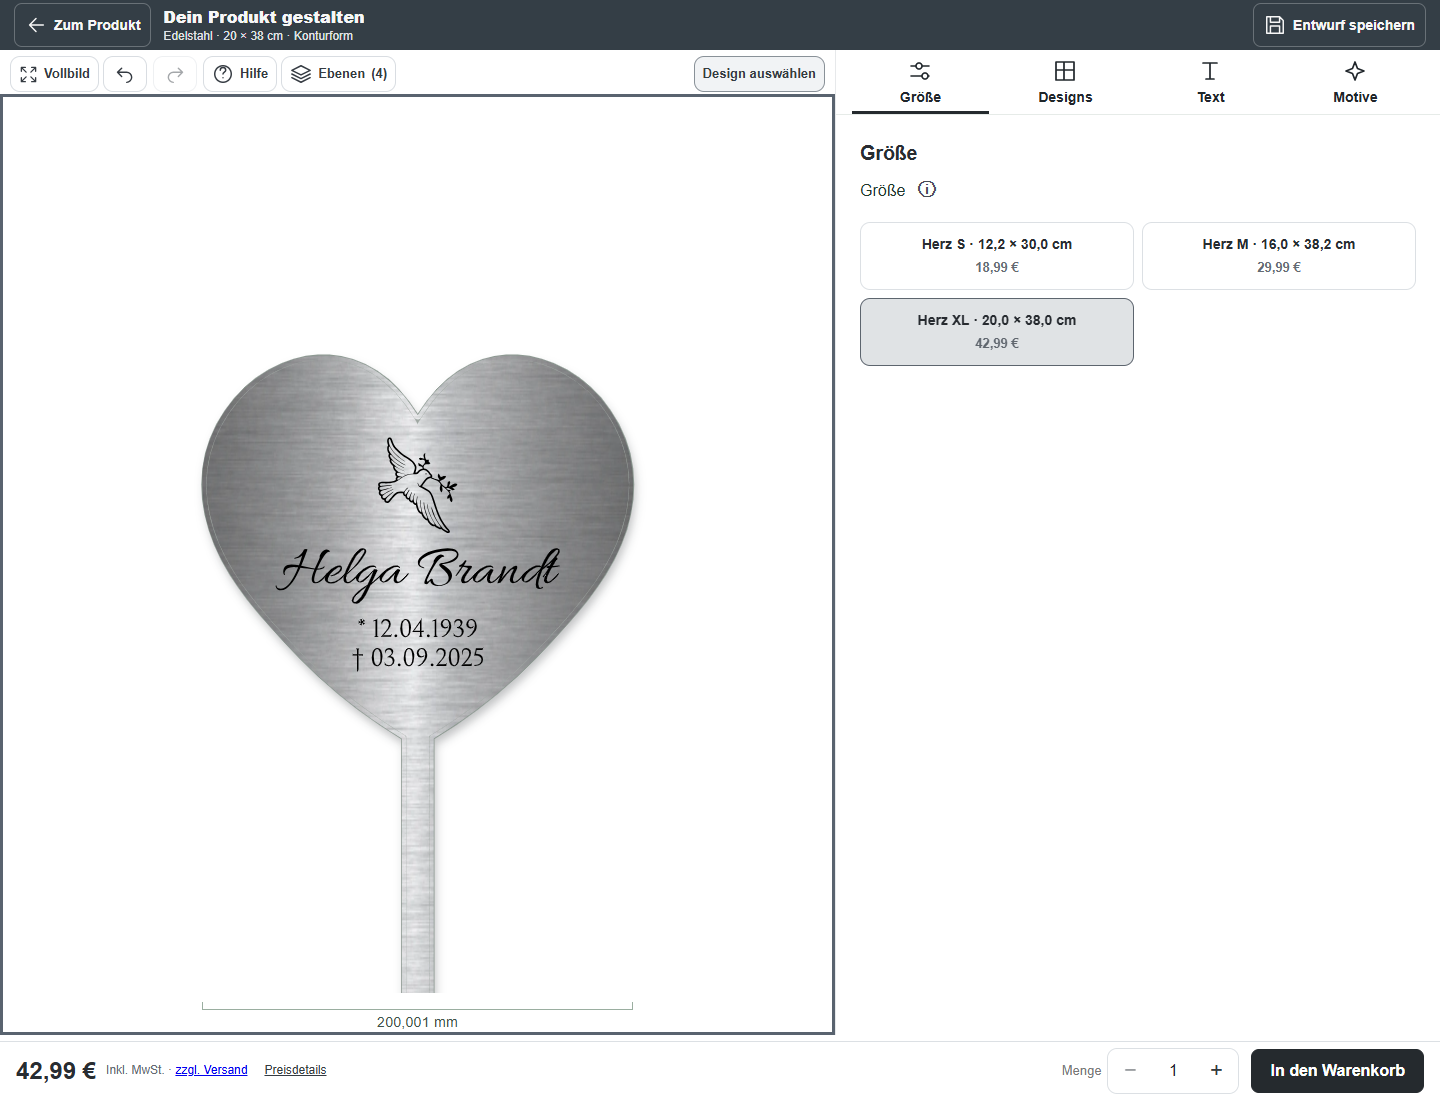 Zum Produkt
Dein Produkt gestalten
Edelstahl · 20 × 38 cm · Konturform
Entwurf speichern
Vollbild
Hilfe
Ebenen (4)
Design auswählen
Größe
Designs
Text
Motive
Größe
Größe
Herz S · 12,2 × 30,0 cm
18,99 €
Herz M · 16,0 × 38,2 cm
29,99 €
Herz XL · 20,0 × 38,0 cm
42,99 €
Helga Brandt
* 12.04.1939
† 03.09.2025
200,001 mm
42,99 € Inkl. MwSt. · zzgl. Versand Preisdetails
Menge − 1 +
In den Warenkorb